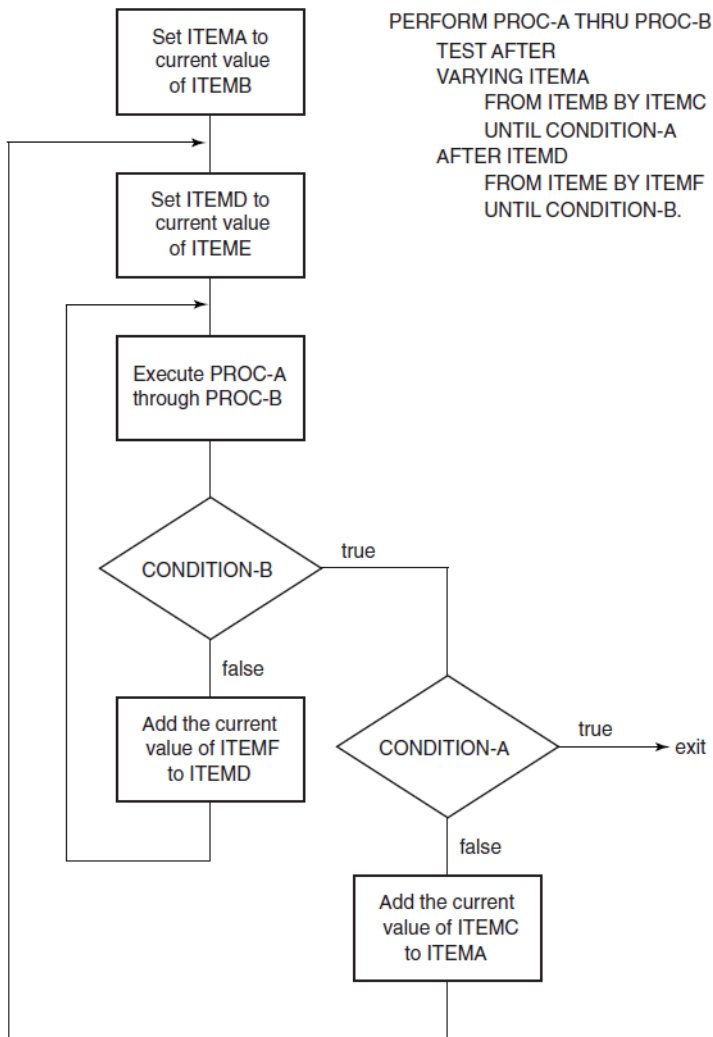 Set ITEMA to
current value
of ITEMB
PERFORM PROC-A THRU PROC-B
TEST AFTER
VARYING ITEMA
FROM ITEMB BY ITEMC
UNTIL CONDITION-A
AFTER ITEMD
FROM ITEME BY ITEMF
UNTIL CONDITION-B.
Set ITEMD to
current value
of ITEME
Execute PROC-A
through PROC-B
CONDITION-B
true
false
Add the current
value of ITEMF
to ITEMD
CONDITION-A
true
exit
false
Add the current
value of ITEMC
to ITEMA